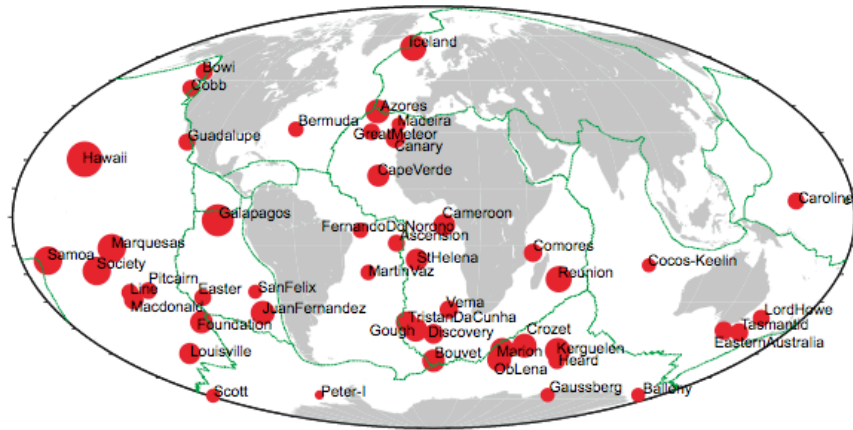 Iceland
Bowi
Cobb
Azores
Madeira
Bermuda
GreatMeteor
Guadalupe
Canary
Hawaii
CapeVerde
Caroline
Galapagos
Cameroon
FernandoDoNorono
Ascension
Marquesas
Comores
Samoa
StHelena
Society
MartinVaz
Reunion
Cocos-Keelin
Pitcairn
Line
Easter
SanFelix
Macdonald
JuanFernandez
Vema
TristanDaCunha
LordHowe
Foundation
Gough
Discovery
Crozet
Tasmantid
EasternAustralia
Louisville
Bouvet
Marion
Kerguelen
Heard
ObLena
Scott
Peter-I
Gaussberg
Ballony